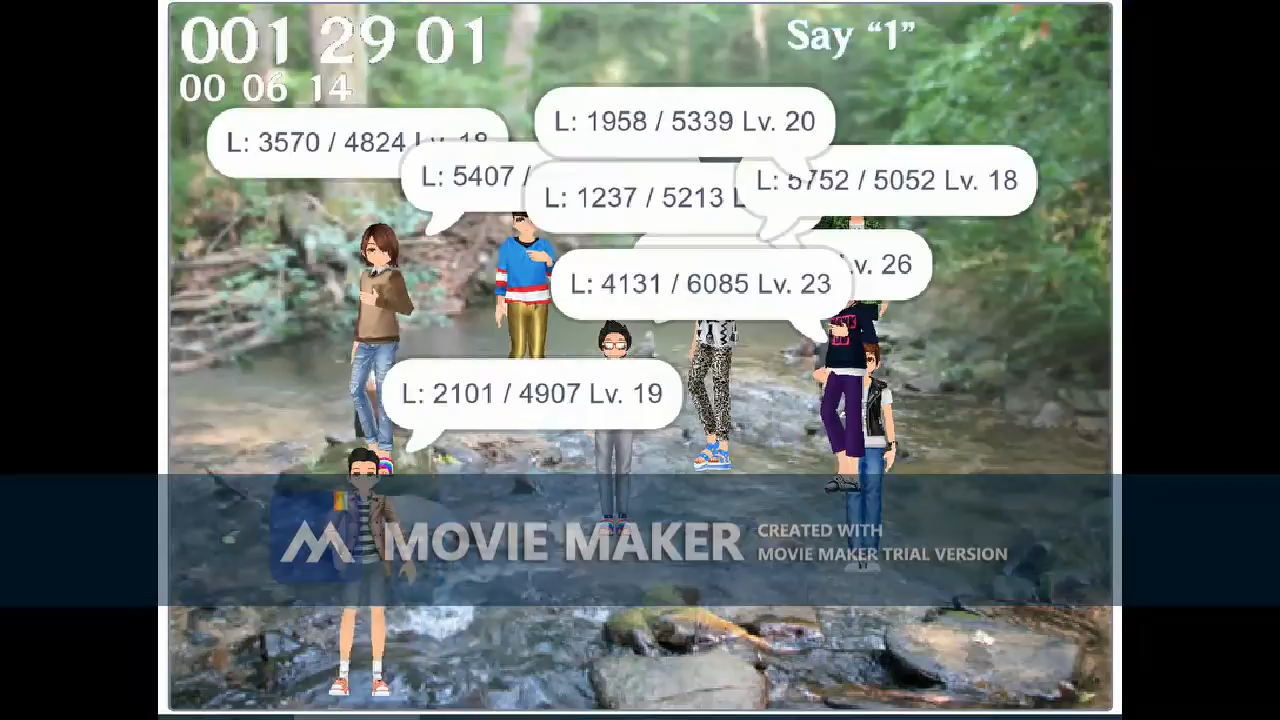 001 29 01
Say “1”
00 06 14
L: 1958 / 5339 Lv. 20
L: 3570 / 4824 Lv. 18
L: 5407 /
L: 5752 / 5052 Lv. 18
L: 1237 / 5213 L
Lv. 26
L: 4131 / 6085 Lv. 23
L: 2101 / 4907 Lv. 19
MOVIE MAKER
CREATED WITH
MOVIE MAKER TRIAL VERSION